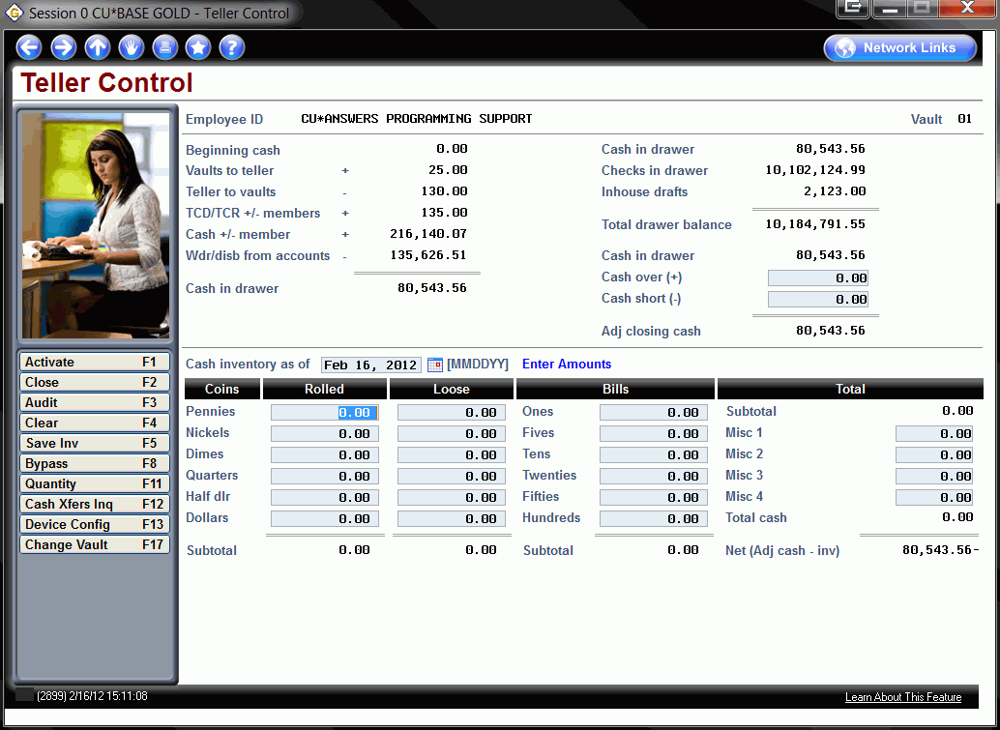 Session 0 CU*BASE GOLD - Teller Control
Network Links
Teller Control
Employee ID CU*ANSWERS PROGRAMMING SUPPORT Vault 01
Beginning cash 0.00 Cash in drawer 80,543.56
Vaults to teller + 25.00 Checks in drawer 10,102,124.99
Teller to vaults - 130.00 Inhouse drafts 2,123.00
TCD/TCR +/- members + 135.00
Total drawer balance 10,184,791.55
Cash +/- member + 216,140.07
Wdr/disb from accounts - 135,626.51 Cash in drawer 80,543.56
Cash over (+) 0.00
Cash in drawer 80,543.56
Cash short (-) 0.00
Adj closing cash 80,543.56
Activate F1
Close F2
Audit F3
Clear F4
Save Inv F5
Bypass F8
Quantity F11
Cash Xfers Inq F12
Device Config F13
Change Vault F17
Cash inventory as of Feb 16, 2012 [MMDDYY] Enter Amounts
Coins Rolled Loose Bills Total
Pennies 0.00 0.00 Ones 0.00 Subtotal 0.00
Nickels 0.00 0.00 Fives 0.00 Misc 1 0.00
Dimes 0.00 0.00 Tens 0.00 Misc 2 0.00
Quarters 0.00 0.00 Twenties 0.00 Misc 3 0.00
Half dlr 0.00 0.00 Fifties 0.00 Misc 4 0.00
Dollars 0.00 0.00 Hundreds 0.00 Total cash 0.00
Subtotal 0.00 0.00 Subtotal 0.00 Net (Adj cash - inv) 80,543.56-
(2899) 2/16/12 15:11:08 Learn About This Feature